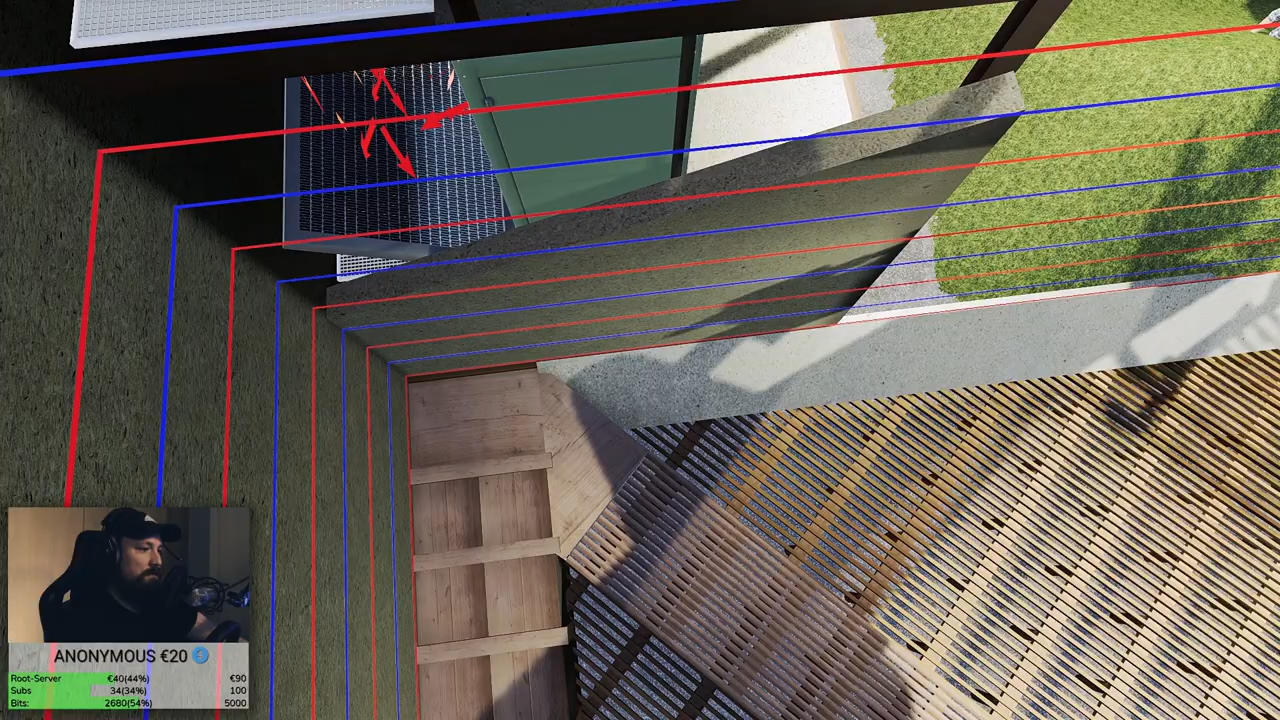 ANONYMOUS €20
Root-Server €40(44%) €90
Subs 34(34%) 100
Bits: 2680(54%) 5000